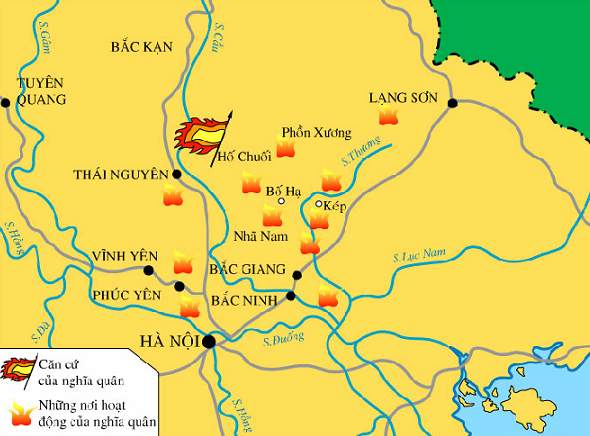 S.Gâm
S.Cầu
BẮC KẠN
TUYÊN
QUANG
LẠNG SƠN
Phồn Xương
Hố Chuối
S.Thương
THÁI NGUYÊN
Bố Hạ
Kép
Nhã Nam
S.Hồng
VĨNH YÊN
BẮC GIANG
S.Lục Nam
PHÚC YÊN
BẮC NINH
S.Đà
HÀ NỘI
S.Đuống
S.Hồng
Căn cứ
của nghĩa quân
Những nơi hoạt
động của nghĩa quân